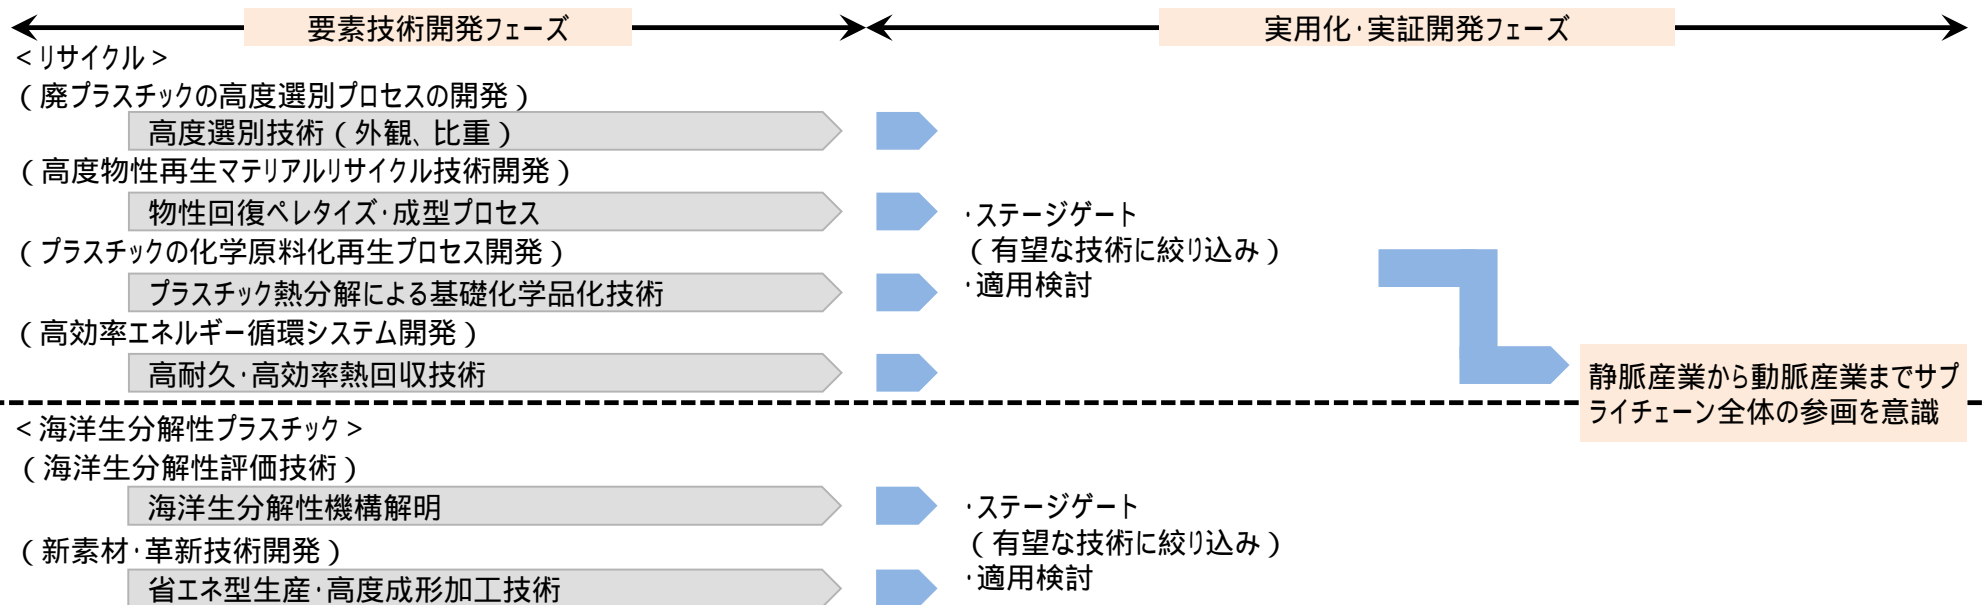 要素技術開発フェーズ
実用化・実証開発フェーズ
＜リサイクル＞
（廃プラスチックの高度選別プロセスの開発）
高度選別技術（外観、比重）
（高度物性再生マテリアルリサイクル技術開発）
物性回復ペレタイズ・成型プロセス
（プラスチックの化学原料化再生プロセス開発）
プラスチック熱分解による基礎化学品化技術
（高効率エネルギー循環システム開発）
高耐久・高効率熱回収技術
・ステージゲート
（有望な技術に絞り込み）
・適用検討
静脈産業から動脈産業までサプ
ライチェーン全体の参画を意識
＜海洋生分解性プラスチック＞
（海洋生分解性評価技術）
海洋生分解性機構解明
（新素材・革新技術開発）
省エネ型生産・高度成形加工技術
・ステージゲート
（有望な技術に絞り込み）
・適用検討